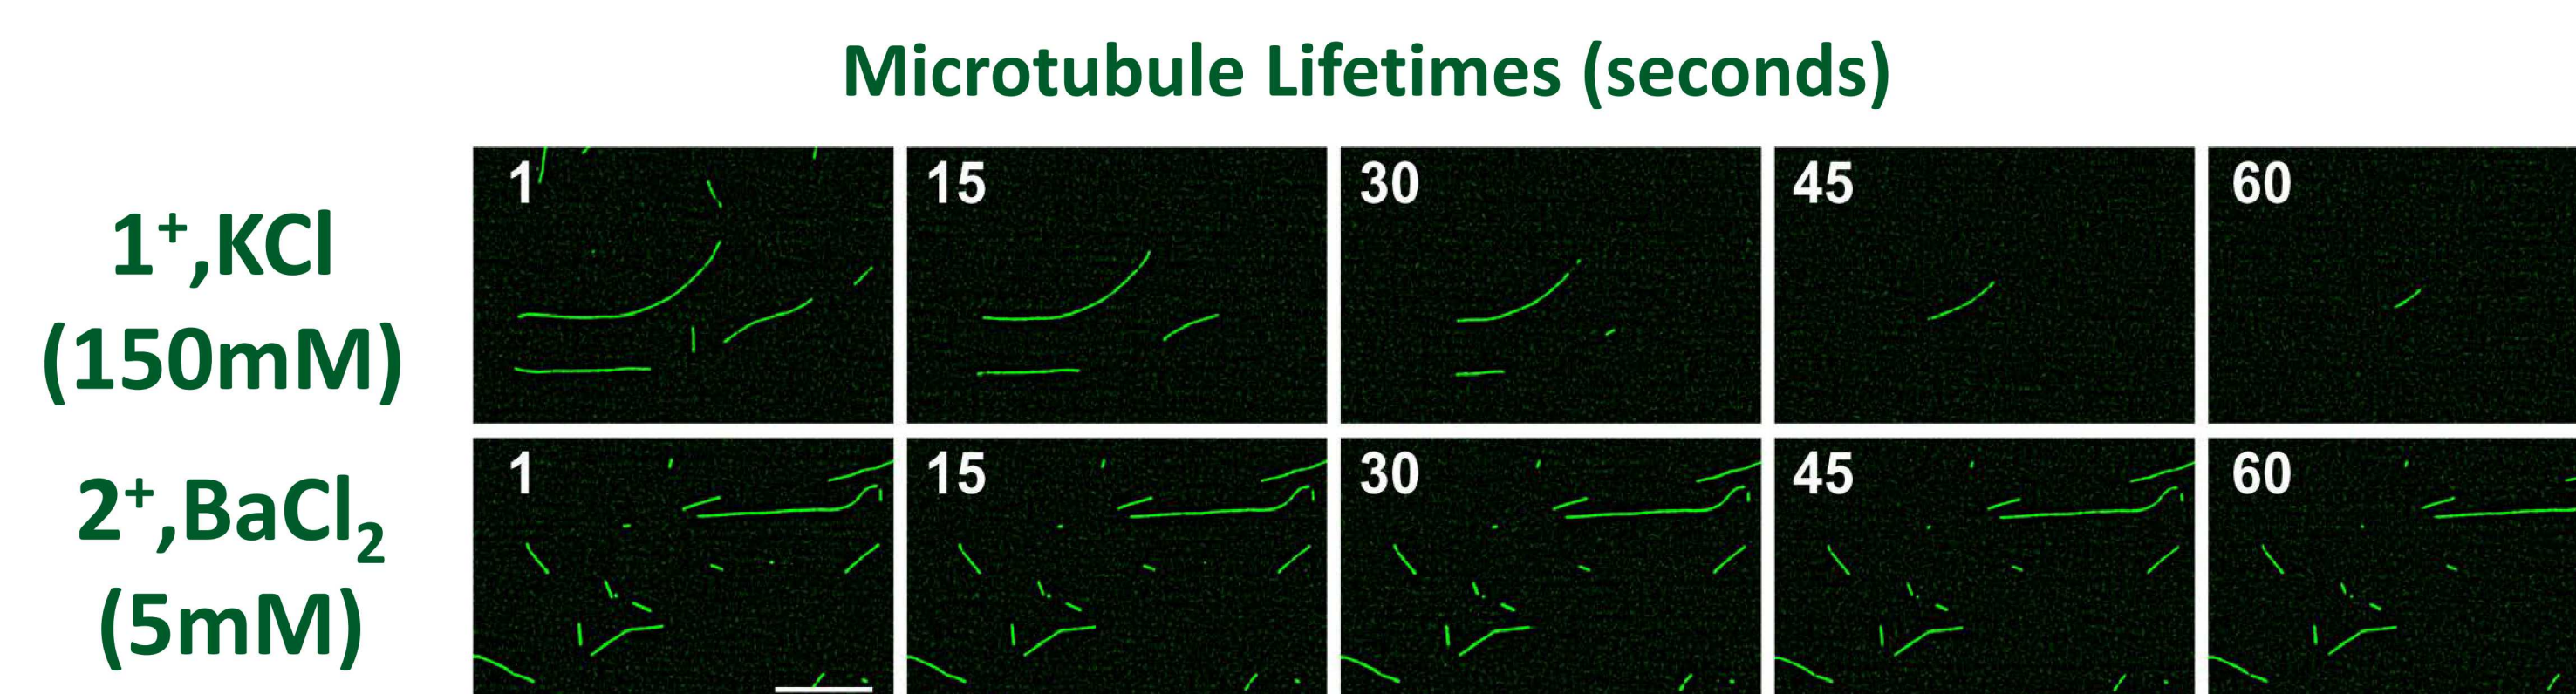 Microtubule Lifetimes (seconds)
1⁺,KCl
(150mM)
1
15
30
45
60
2⁺,BaCl₂
(5mM)
1
15
30
45
60